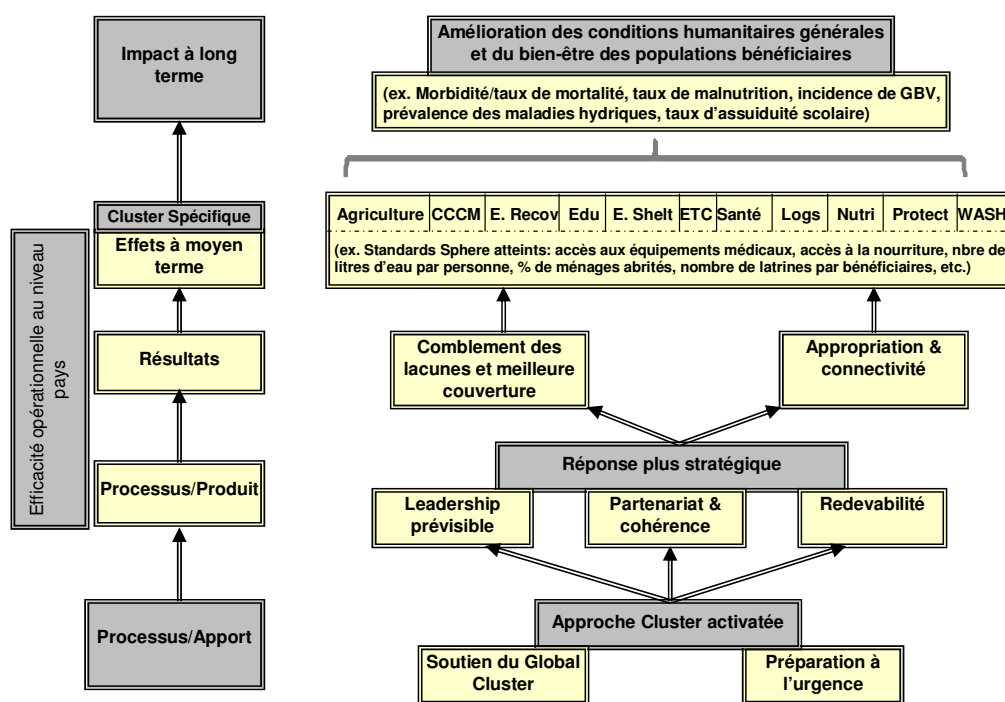 Impact à long
terme
Cluster Spécifique
Effets à moyen
terme
Résultats
Processus/Produit
Processus/Apport
Efficacité opérationnelle au niveau
pays
Amélioration des conditions humanitaires générales
et du bien-être des populations bénéficiaires
(ex. Morbidité/taux de mortalité, taux de malnutrition, incidence de GBV,
prévalence des maladies hydriques, taux d'assuiduité scolaire)
Agriculture CCCM E. Recov Edu E. Shelt ETC Santé Logs Nutri Protect WASH
(ex. Standards Sphere atteints: accès aux équipements médicaux, accès à la nourriture, nbre de
litres d'eau par personne, % de ménages abrités, nombre de latrines par bénéficiaires, etc.)
Comblement des
lacunes et meilleure
couverture
Appropriation &
connectivité
Réponse plus stratégique
Leadership
prévisible
Partenariat &
cohérence
Redevabilité
Approche Cluster activatée
Soutien du Global
Cluster
Préparation à
l'urgence